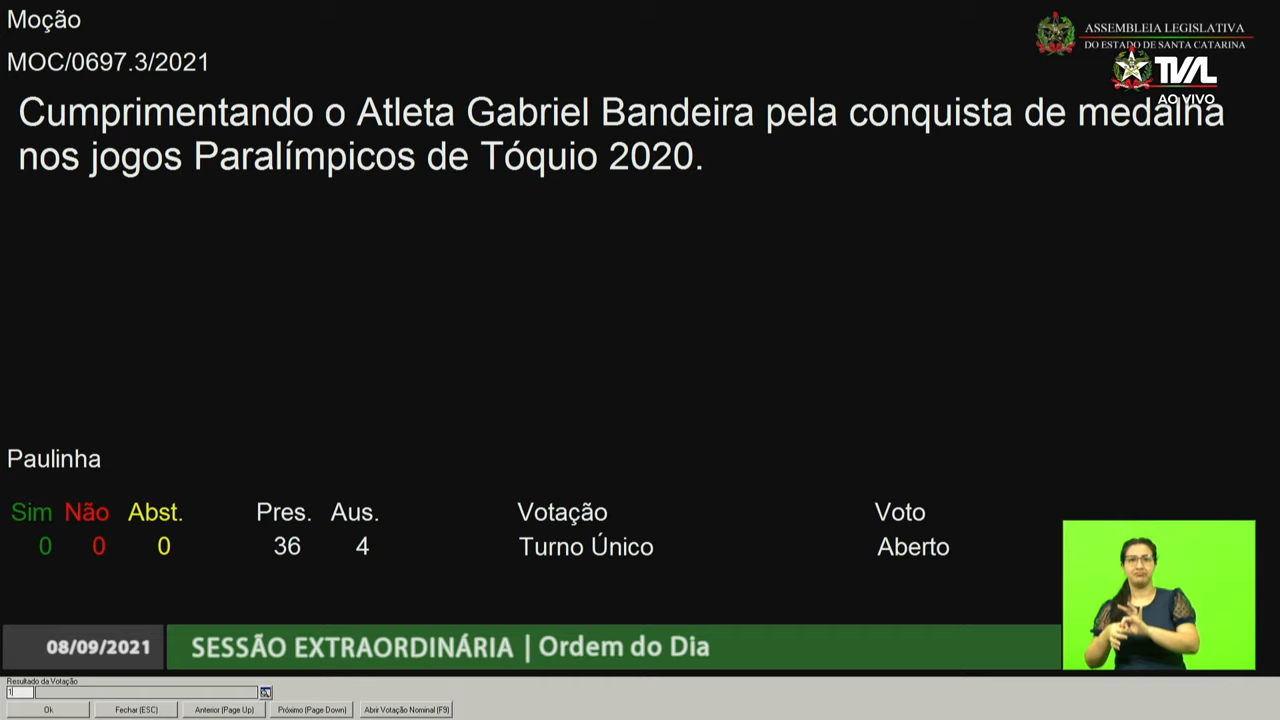 Moção
MOC/0697.3/2021
Cumprimentando o Atleta Gabriel Bandeira pela conquista de medalha
nos jogos Paralímpicos de Tóquio 2020.
ASSEMBLEIA LEGISLATIVA
DO ESTADO DE SANTA CATARINA
TVAL
AO VIVO
Paulinha
Sim Não Abst. Pres. Aus. Votação Voto
0 0 0 36 4 Turno Único Aberto
08/09/2021 SESSÃO EXTRAORDINÁRIA | Ordem do Dia
Resultado da Votação
1
Ok Fechar (ESC) Anterior (Page Up) Próximo (Page Down) Abrir Votação Nominal (F9)